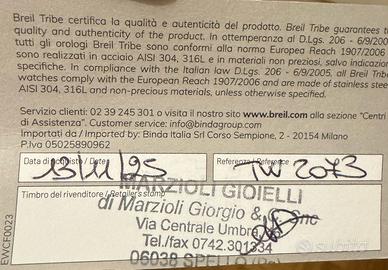 Breil Tribe certifica la qualità e autenticità del prodotto. Breil Tribe guarantees t
quality and authenticity of the product. In ottemperanza al D.Lgs. 206 - 6/9/200
tutti gli orologi Breil Tribe sono conformi alla norma Europea Reach 1907/2006
sono realizzati in acciaio AISI 304, 316L e in materiali non preziosi, salvo indicazion
specifiche. In compliance with the Italian law D.Lgs. 206 - 6/9/2005, all Breil Tribe
watches comply with the European Reach 1907/2006 and are made of stainless stee
AISI 304, 316L and non-precious materials, unless otherwise specified.
Servizio clienti: 02 39 245 301 o visita il nostro sito www.breil.com alla sezione "Centri
di Assistenza". Customer service: info@bindagroup.com
Importati da / Imported by: Binda Italia Srl Corso Sempione, 2 - 20154 Milano
P.Iva 05025890962
Data di acquisto / Date
Referenza / Reference
13/11/95
TW 2073
Timbro del rivenditore / Retailer's stamp
MARZIOLI GIOIELLI
di Marzioli Giorgio &
Via Centrale Umbra
Tel./fax 0742.301334
06038 SPELLO
EWCF0023
subito